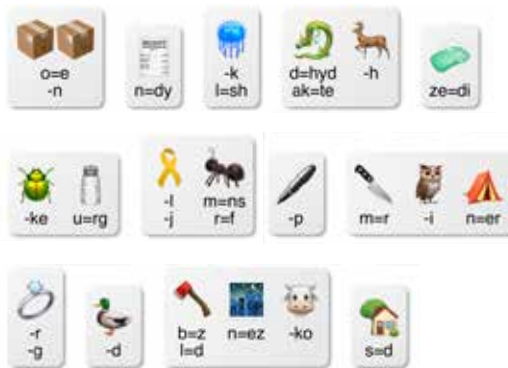 o=e
-n
n=dy
-k
l=sh
d=hyd
ak=te
-h
ze=di
-ke
u=rg
-l
-j
m=ns
r=f
-p
m=r
-i
n=er
-r
-g
-d
b=z
l=d
n=ez
-ko
s=d